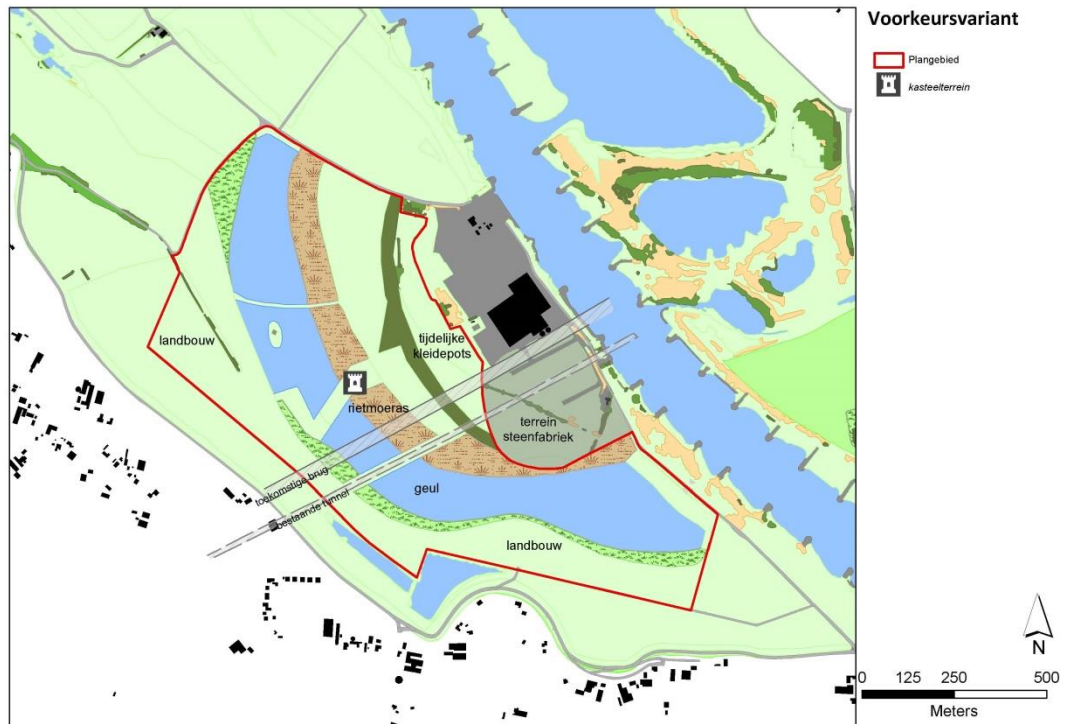 Voorkeursvariant
Plangebied
kasteelterrein
landbouw
tijdelijke
kleidepots
rietmoeras
terrein
steenfabriek
toekomstige brug
bestaande tunnel
geul
landbouw
N
0 125 250 500
Meters